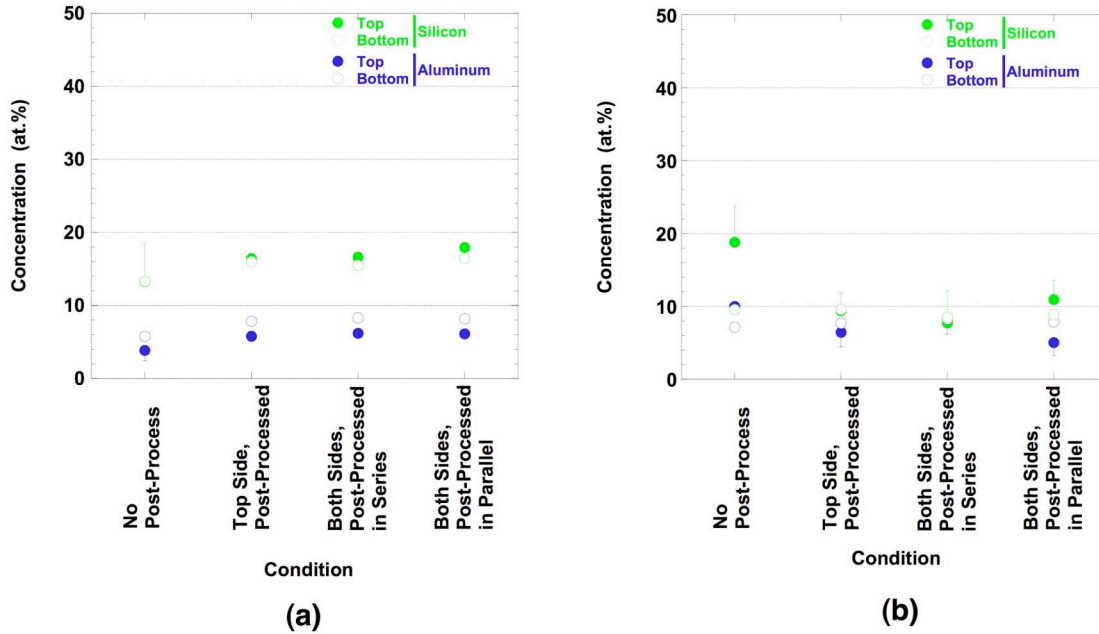 50
40
30
20
10
0
Concentration (at.%)
Top
Bottom
Silicon
Top
Bottom
Aluminum
No
Post-Process
Top Side,
Post-Processed
Both Sides,
Post-Processed
in Series
Both Sides,
Post-Processed
in Parallel
Condition
(a)
50
40
30
20
10
0
Concentration (at.%)
Top
Bottom
Silicon
Top
Bottom
Aluminum
No
Post-Process
Top Side,
Post-Processed
Both Sides,
Post-Processed
in Series
Both Sides,
Post-Processed
in Parallel
Condition
(b)